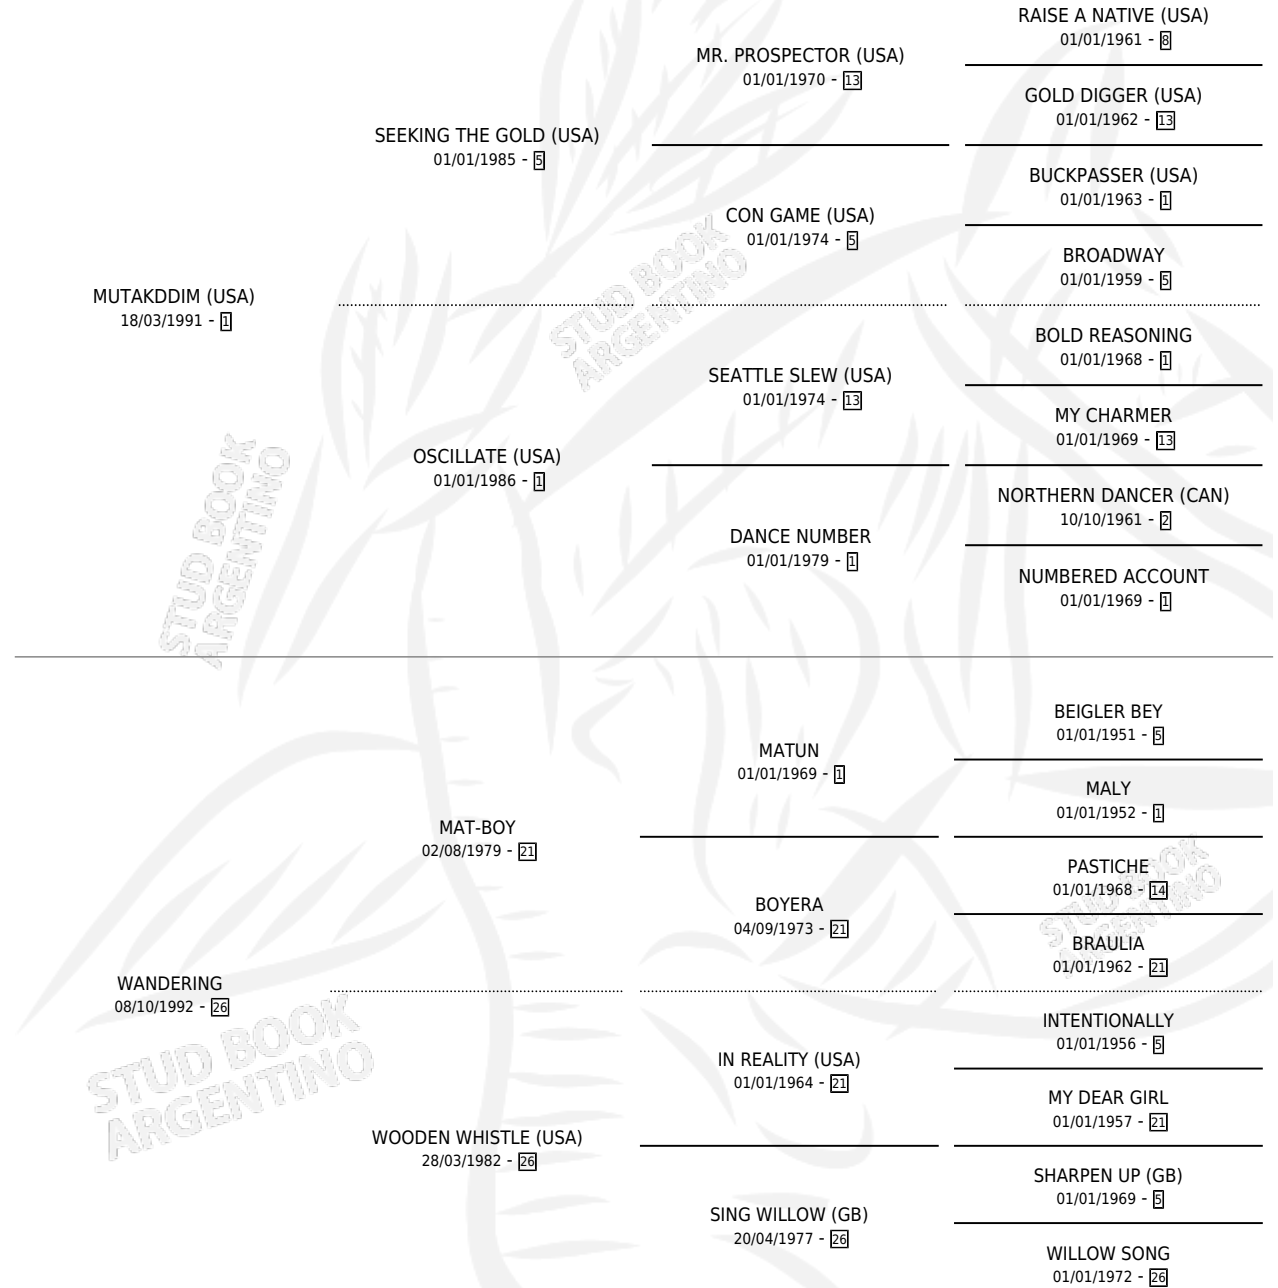 RAISE A NATIVE (USA)
01/01/1961 - 8
MR. PROSPECTOR (USA)
01/01/1970 - 13
GOLD DIGGER (USA)
01/01/1962 - 13
SEEKING THE GOLD (USA)
01/01/1985 - 5
BUCKPASSER (USA)
01/01/1963 - 1
CON GAME (USA)
01/01/1974 - 5
BROADWAY
01/01/1959 - 5
MUTAKDDIM (USA)
18/03/1991 - 1
BOLD REASONING
01/01/1968 - 1
SEATTLE SLEW (USA)
01/01/1974 - 13
MY CHARMER
01/01/1969 - 13
OSCILLATE (USA)
01/01/1986 - 1
NORTHERN DANCER (CAN)
10/10/1961 - 2
DANCE NUMBER
01/01/1979 - 1
NUMBERED ACCOUNT
01/01/1969 - 1
STUD BOOK
ARGENTINO
STUD BOOK
ARGENTINO
BEIGLER BEY
01/01/1951 - 5
MATUN
01/01/1969 - 1
MALY
01/01/1952 - 1
MAT-BOY
02/08/1979 - 21
PASTICHE
01/01/1968 - 14
BOYERA
04/09/1973 - 21
BRAULIA
01/01/1962 - 21
WANDERING
08/10/1992 - 26
INTENTIONALLY
01/01/1956 - 5
IN REALITY (USA)
01/01/1964 - 21
MY DEAR GIRL
01/01/1957 - 21
WOODEN WHISTLE (USA)
28/03/1982 - 26
SHARPEN UP (GB)
01/01/1969 - 5
SING WILLOW (GB)
20/04/1977 - 26
WILLOW SONG
01/01/1972 - 26
STUD BOOK
ARGENTINO
STUD BOOK
ARGENTINO